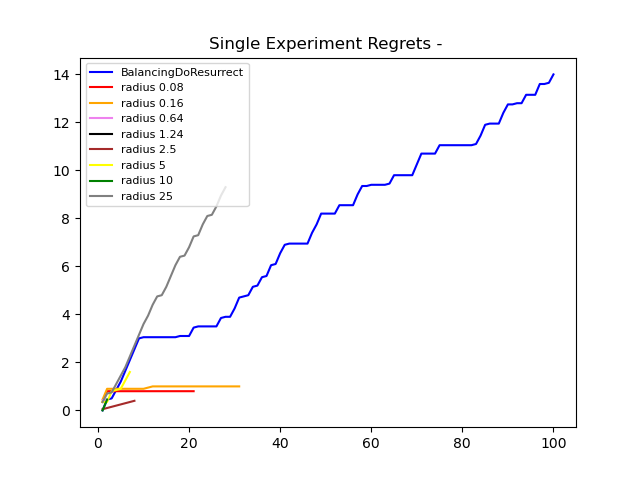 Single Experiment Regrets -
BalancingDoResurrect
radius 0.08
radius 0.16
radius 0.64
radius 1.24
radius 2.5
radius 5
radius 10
radius 25
14
12
10
8
6
4
2
0
0 20 40 60 80 100